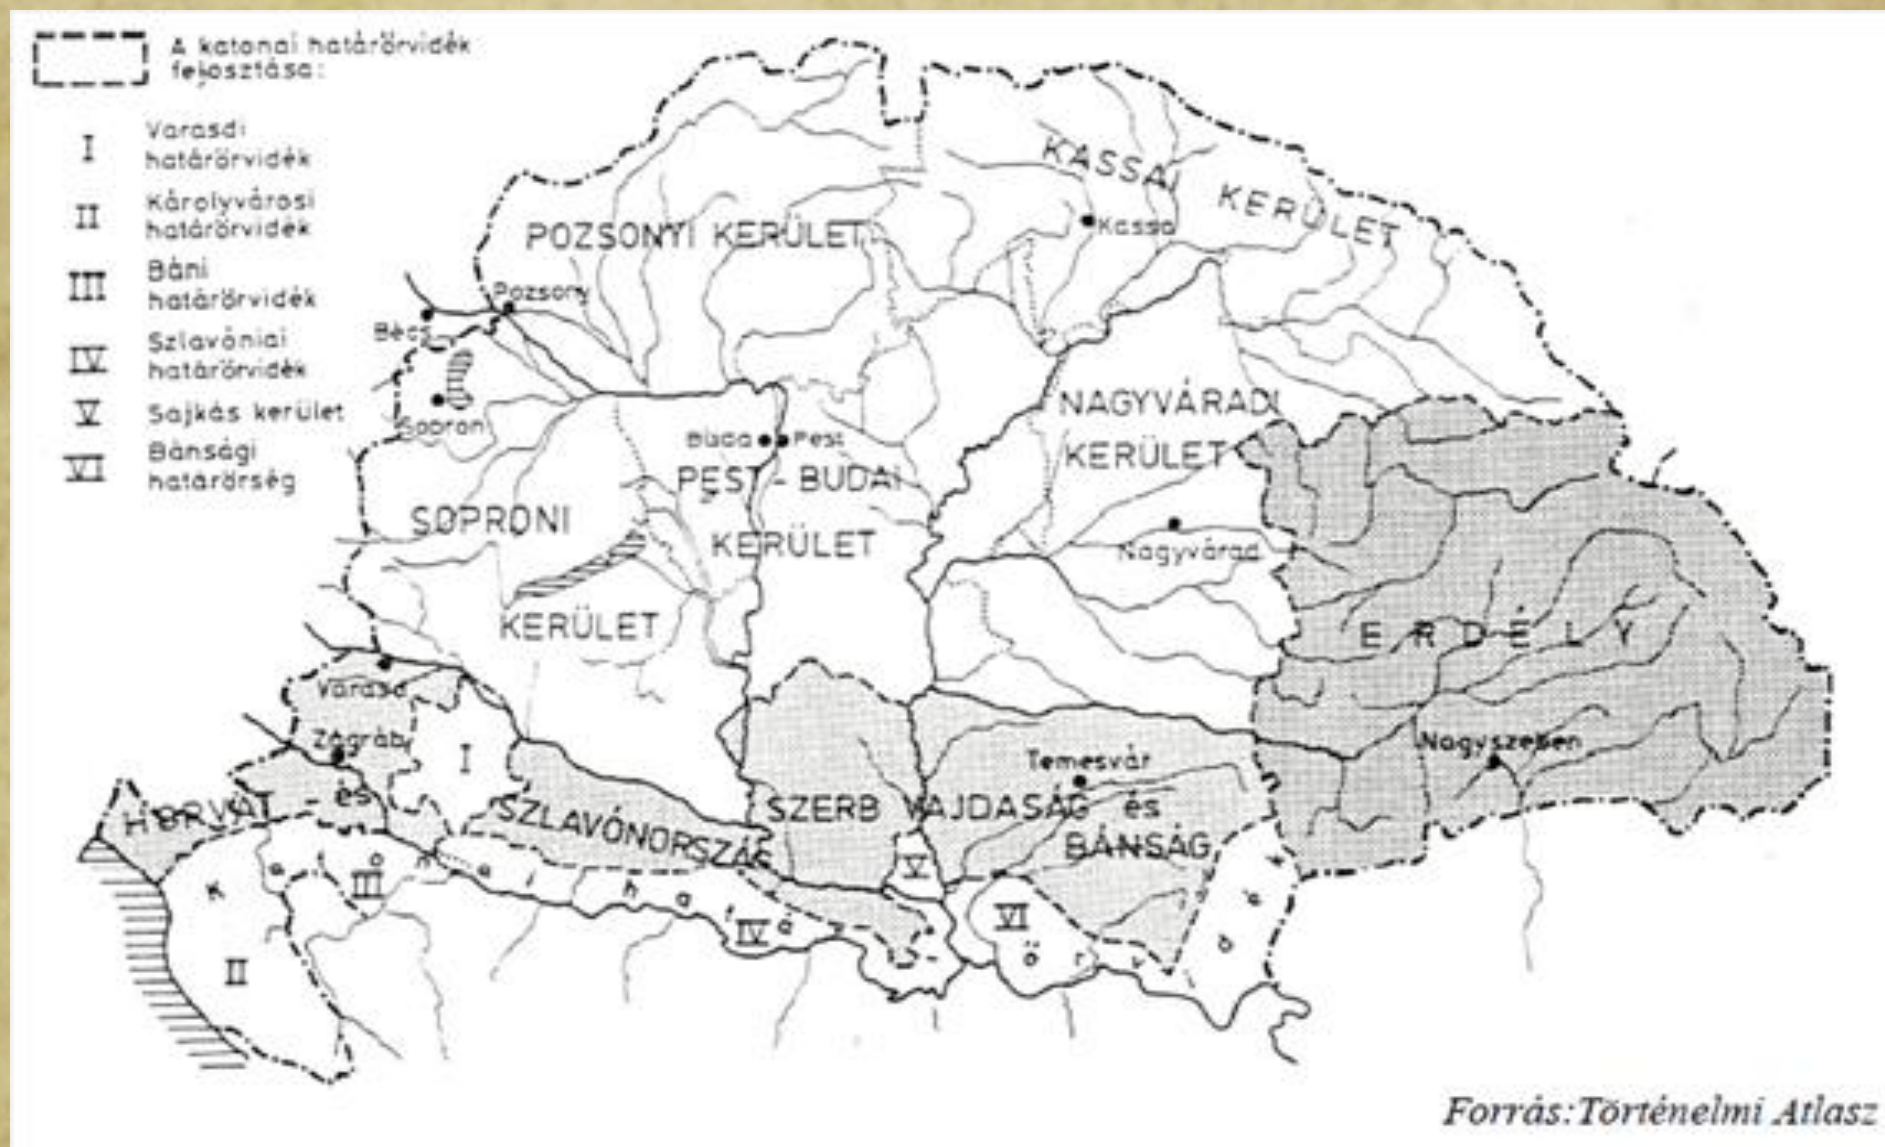 A katonai határőrvidék
felosztása:
I Varasdi
határőrvidék
II Károlyvárosi
határőrvidék
III Báni
határőrvidék
IV Szlavóniai
határőrvidék
V Sajkás kerület
VI Bánsági
határőrség
KASSAI KERÜLET
Kassa
POZSONYI KERÜLET
Pozsony
Bécs
Sopron
NAGYVÁRADI
KERÜLET
Buda Pest
PEST-BUDAI
KERÜLET
SOPRONI
KERÜLET
Nagyvárad
ERDÉLY
Varasd
Zágráb
I
Temesvár
Nagyszeben
HORVÁT - és
SZLAVÓNORSZÁG
SZERB VAJDASÁG és
BÁNSÁG
Katonai határőrvidék
II
III
IV
V
VI
Forrás:Történelmi Atlasz